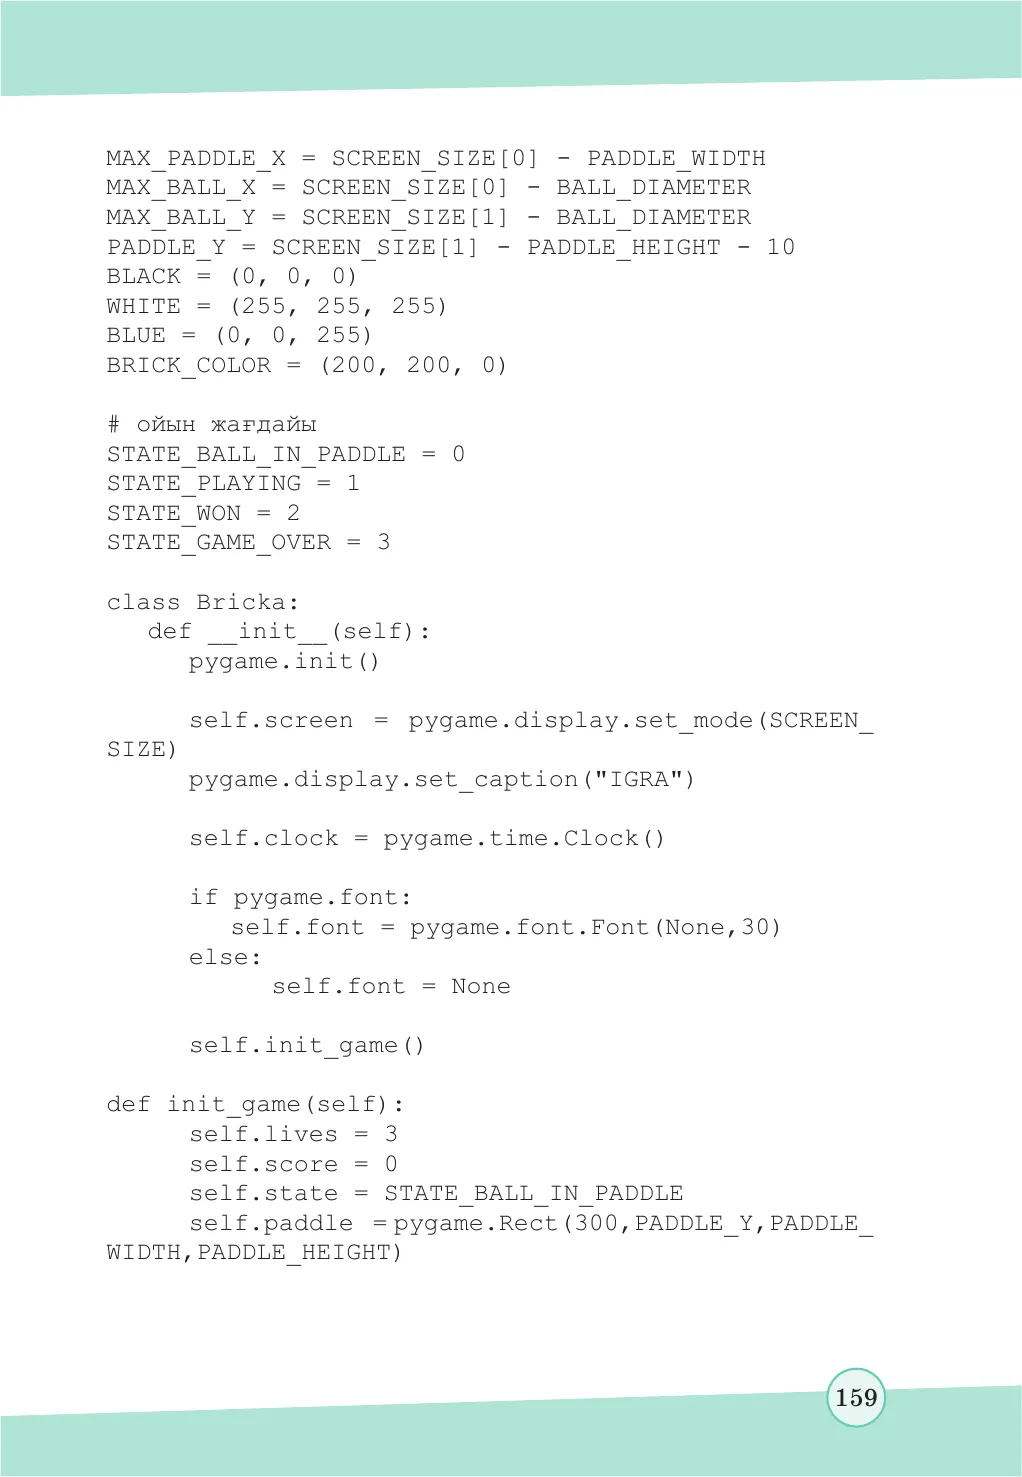 MAX_PADDLE_X = SCREEN_SIZE[0] - PADDLE_WIDTH
MAX_BALL_X = SCREEN_SIZE[0] - BALL_DIAMETER
MAX_BALL_Y = SCREEN_SIZE[1] - BALL_DIAMETER
PADDLE_Y = SCREEN_SIZE[1] - PADDLE_HEIGHT - 10
BLACK = (0, 0, 0)
WHITE = (255, 255, 255)
BLUE = (0, 0, 255)
BRICK_COLOR = (200, 200, 0)

# ойын жағдайы
STATE_BALL_IN_PADDLE = 0
STATE_PLAYING = 1
STATE_WON = 2
STATE_GAME_OVER = 3

class Bricka:
   def __init__(self):
      pygame.init()

      self.screen = pygame.display.set_mode(SCREEN_
SIZE)
      pygame.display.set_caption("IGRA")

      self.clock = pygame.time.Clock()

      if pygame.font:
         self.font = pygame.font.Font(None,30)
      else:
            self.font = None

      self.init_game()

def init_game(self):
      self.lives = 3
      self.score = 0
      self.state = STATE_BALL_IN_PADDLE
      self.paddle =pygame.Rect(300,PADDLE_Y,PADDLE_
WIDTH,PADDLE_HEIGHT)
159